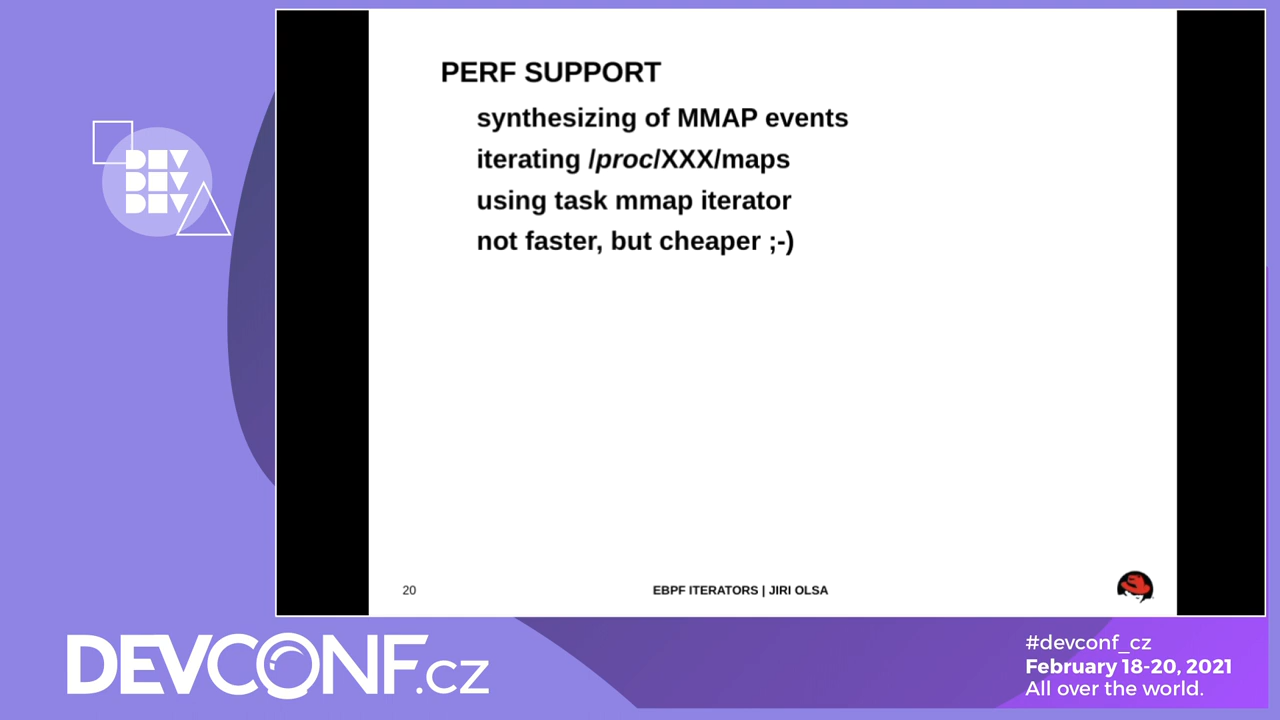 PERF SUPPORT
synthesizing of MMAP events
iterating /proc/XXX/maps
using task mmap iterator
not faster, but cheaper ;-)
20
EBPF ITERATORS | JIRI OLSA
DEV
DEV
DEV
DEVCONF.cz
#devconf_cz
February 18-20, 2021
All over the world.